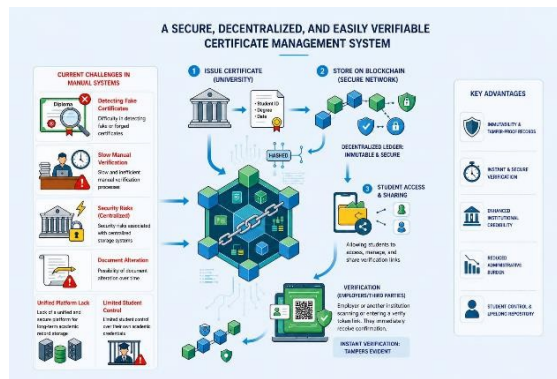 A SECURE, DECENTRALIZED, AND EASILY VERIFIABLE
CERTIFICATE MANAGEMENT SYSTEM
CURRENT CHALLENGES IN
MANUAL SYSTEMS
Diploma
Detecting Fake
Certificates
Difficulty in detecting
fake or forged
certificates
Slow Manual
Verification
Slow and inefficient
manual verification
processes
Security Risks
(Centralized)
Security risks associated
with centralized
storage systems
Document Alteration
Possibility of document
alteration over time.
Unified Platform Lack
Lack of a unified and
secure platform for
long-term academic
record storage
Limited Student
Control
Limited student control
over their own academic
credentials
1 ISSUE CERTIFICATE
(UNIVERSITY)
• Student ID
• Degree
• Date
2 STORE ON BLOCKCHAIN
(SECURE NETWORK)
HASHED
DECENTRALIZED LEDGER:
IMMUTABLE & SECURE
3 STUDENT ACCESS
& SHARING
Allowing students to
access, manage, and
share verification links
VERIFICATION
(EMPLOYERS/THIRD PARTIES)
Employer or another institution
scanning or entering a verify
token link. They immediately
receive confirmation.
INSTANT VERIFICATION:
TAMPERS EVIDENT
KEY ADVANTAGES
IMMUTABILITY &
TAMPER-PROOF RECORDS
INSTANT & SECURE
VERIFICATION
ENHANCED
INSTITUTIONAL
CREDIBILITY
REDUCED
ADMINISTRATIVE
BURDEN
STUDENT CONTROL &
LIFELONG REPOSITORY